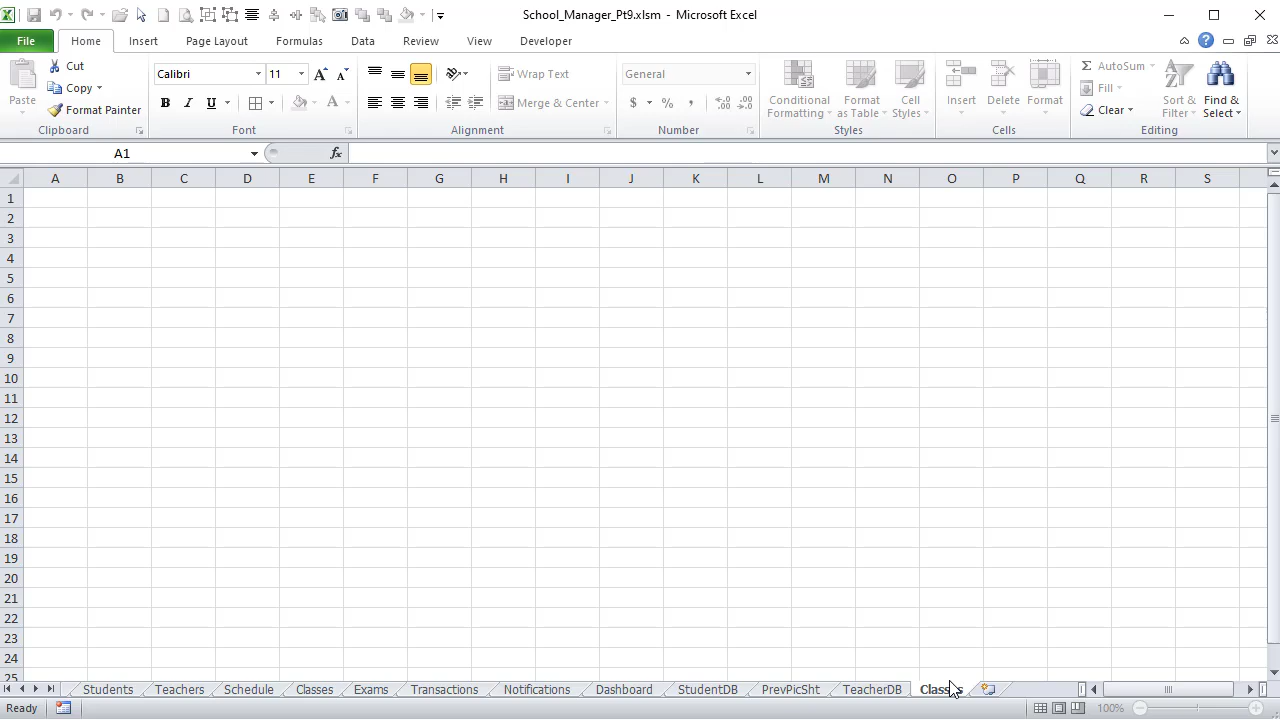 School_Manager_Pt9.xlsm - Microsoft Excel
File Home Insert Page Layout Formulas Data Review View Developer
Paste
Cut
Copy
Format Painter
Clipboard
Calibri 11
B I U
Font
Wrap Text
Merge & Center
Alignment
General
$ % ,
Number
Conditional Formatting
Format as Table
Cell Styles
Styles
Insert Delete Format
Cells
AutoSum
Fill
Clear
Sort & Filter
Find & Select
Editing
A1 fx
A B C D E F G H I J K L M N O P Q R S
1
2
3
4
5
6
7
8
9
10
11
12
13
14
15
16
17
18
19
20
21
22
23
24
25
Students Teachers Schedule Classes Exams Transactions Notifications Dashboard StudentDB PrevPicSht TeacherDB
Ready 100%